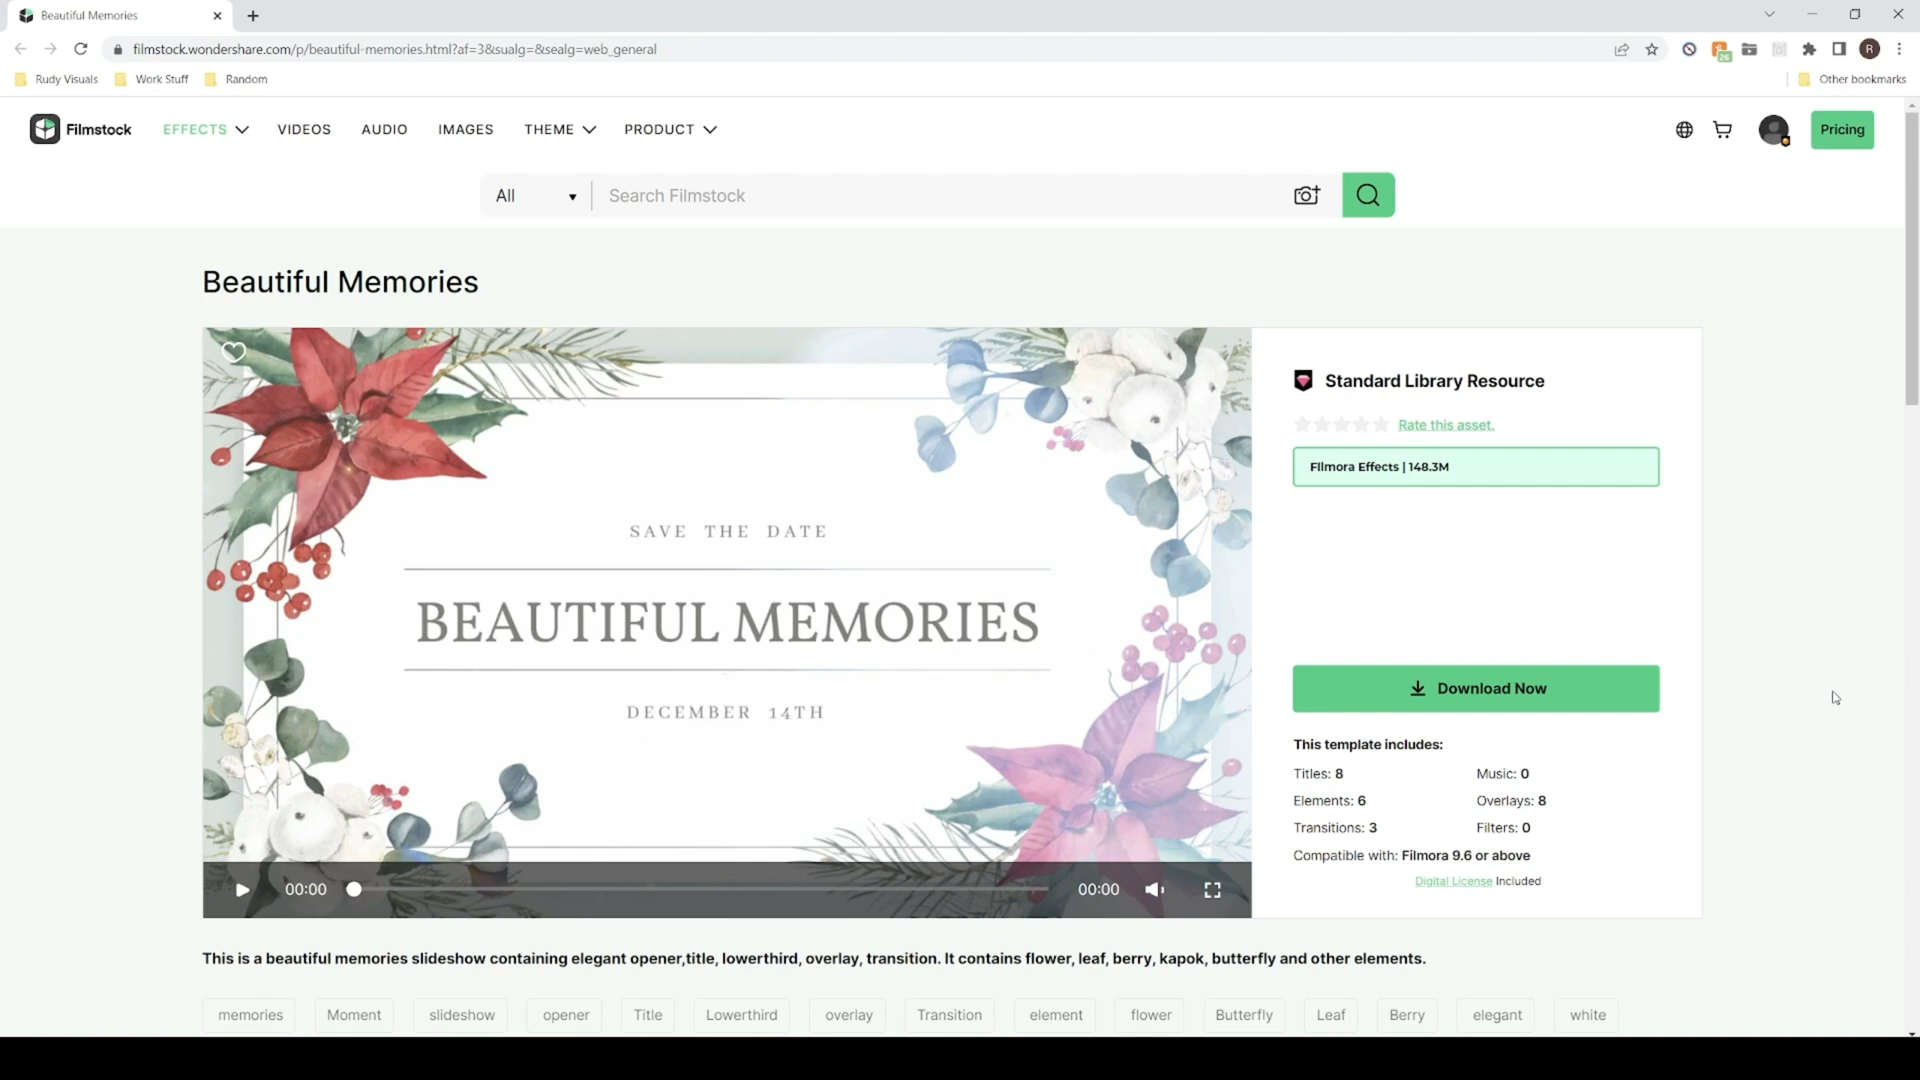 Beautiful Memories
filmstock.wondershare.com/p/beautiful-memories.html?af=3&sualg=&sealg=web_general
26
R
Rudy Visuals
Work Stuff
Random
Other bookmarks
Filmstock
EFFECTS
VIDEOS
AUDIO
IMAGES
THEME
PRODUCT
Pricing
All
Search Filmstock
Beautiful Memories
SAVE THE DATE
BEAUTIFUL MEMORIES
DECEMBER 14TH
00:00
00:00
Standard Library Resource
Rate this asset.
Filmora Effects | 148.3M
Download Now
This template includes:
Titles: 8
Music: 0
Elements: 6
Overlays: 8
Transitions: 3
Filters: 0
Compatible with: Filmora 9.6 or above
Digital License Included
This is a beautiful memories slideshow containing elegant opener,title, lowerthird, overlay, transition. It contains flower, leaf, berry, kapok, butterfly and other elements.
memories
Moment
slideshow
opener
Title
Lowerthird
overlay
Transition
element
flower
Butterfly
Leaf
Berry
elegant
white